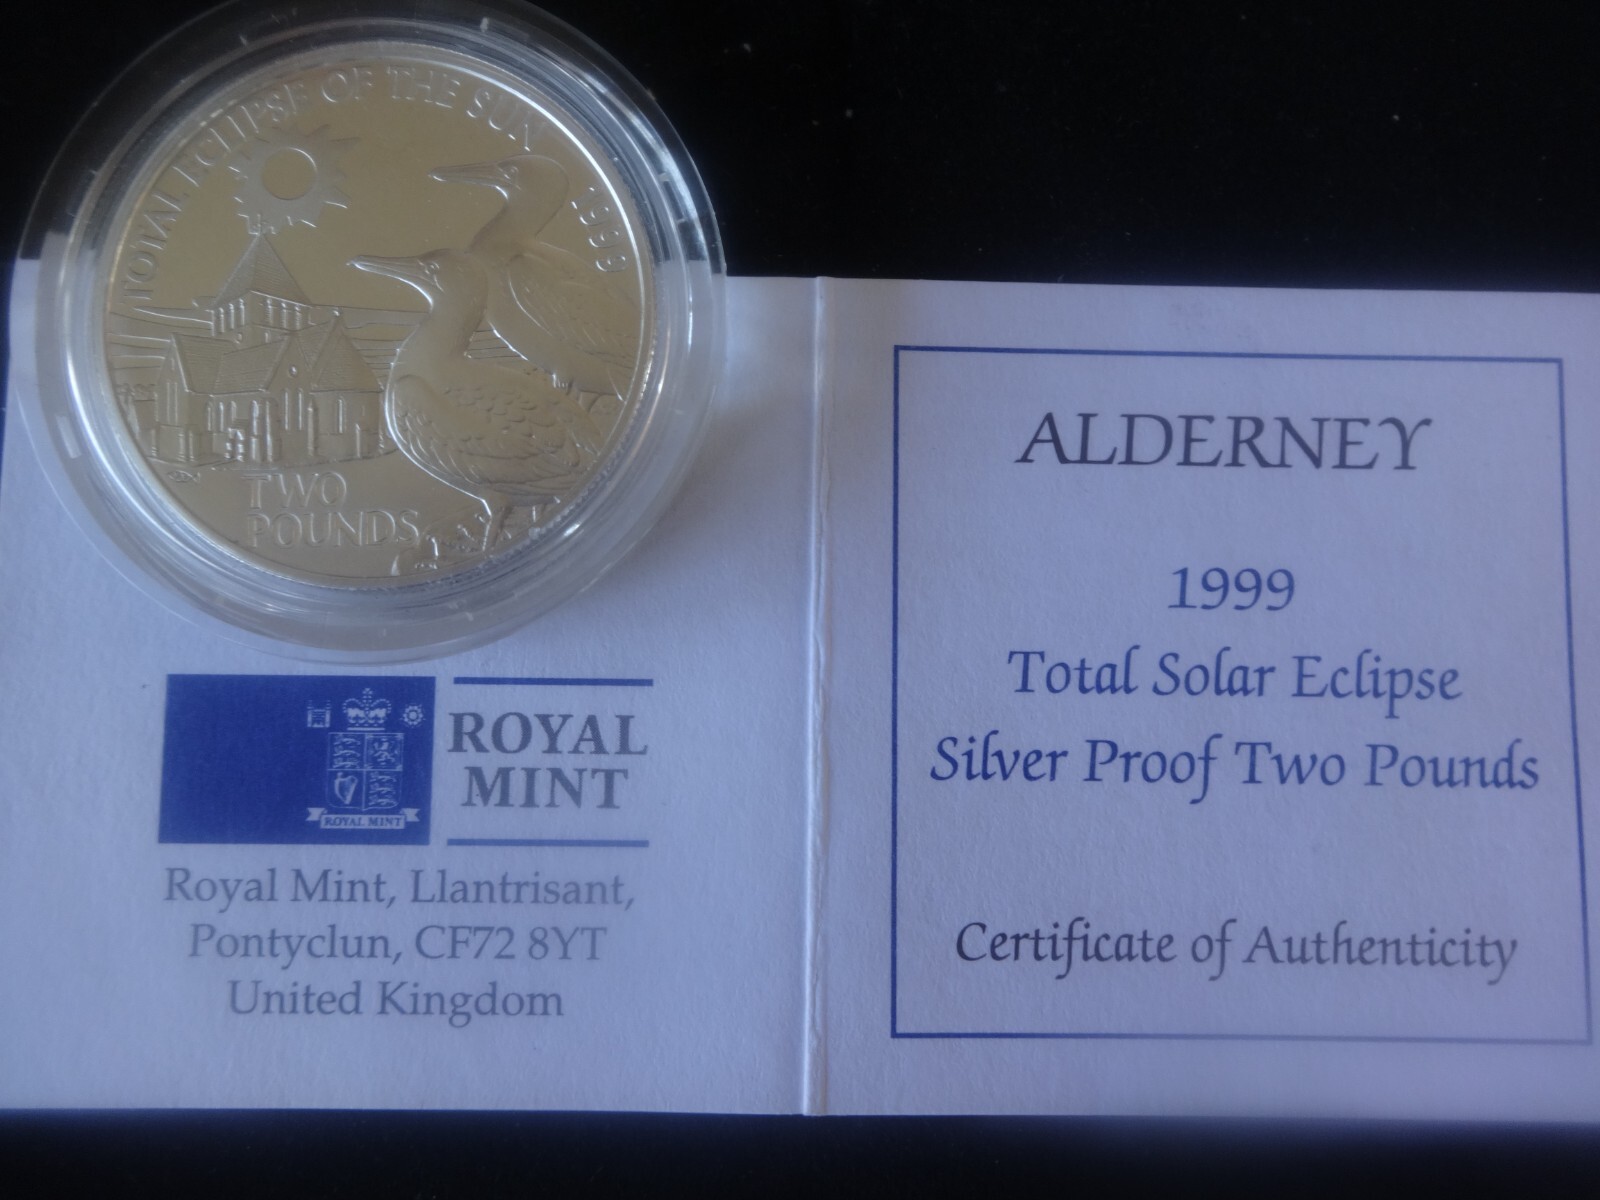 TOTAL ECLIPSE OF THE SUN 1999
TWO
POUNDS
ROYAL MINT
ROYAL
MINT
Royal Mint, Llantrisant,
Pontyclun, CF72 8YT
United Kingdom
ALDERNEY
1999
Total Solar Eclipse
Silver Proof Two Pounds
Certificate of Authenticity